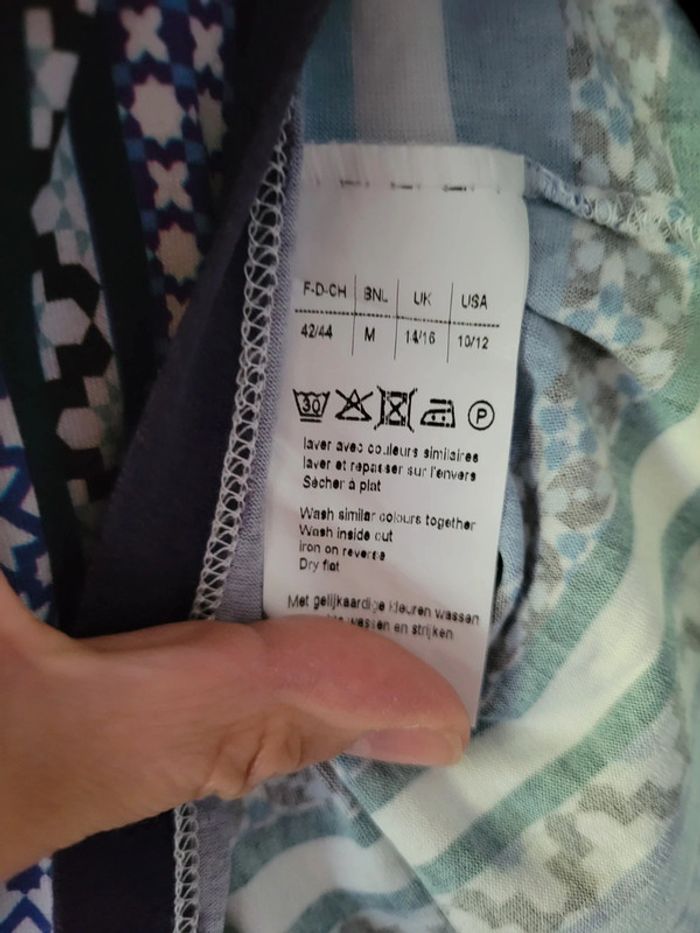 F-D-CH BNL UK USA
42/44 M 14/16 10/12
30 P
laver avec couleurs similaires
laver et repasser sur l'envers
Sécher à plat
Wash similar colours together
Wash inside out
iron on reverse
Dry flat
Met gelijkaardige kleuren wassen
wassen en strijken